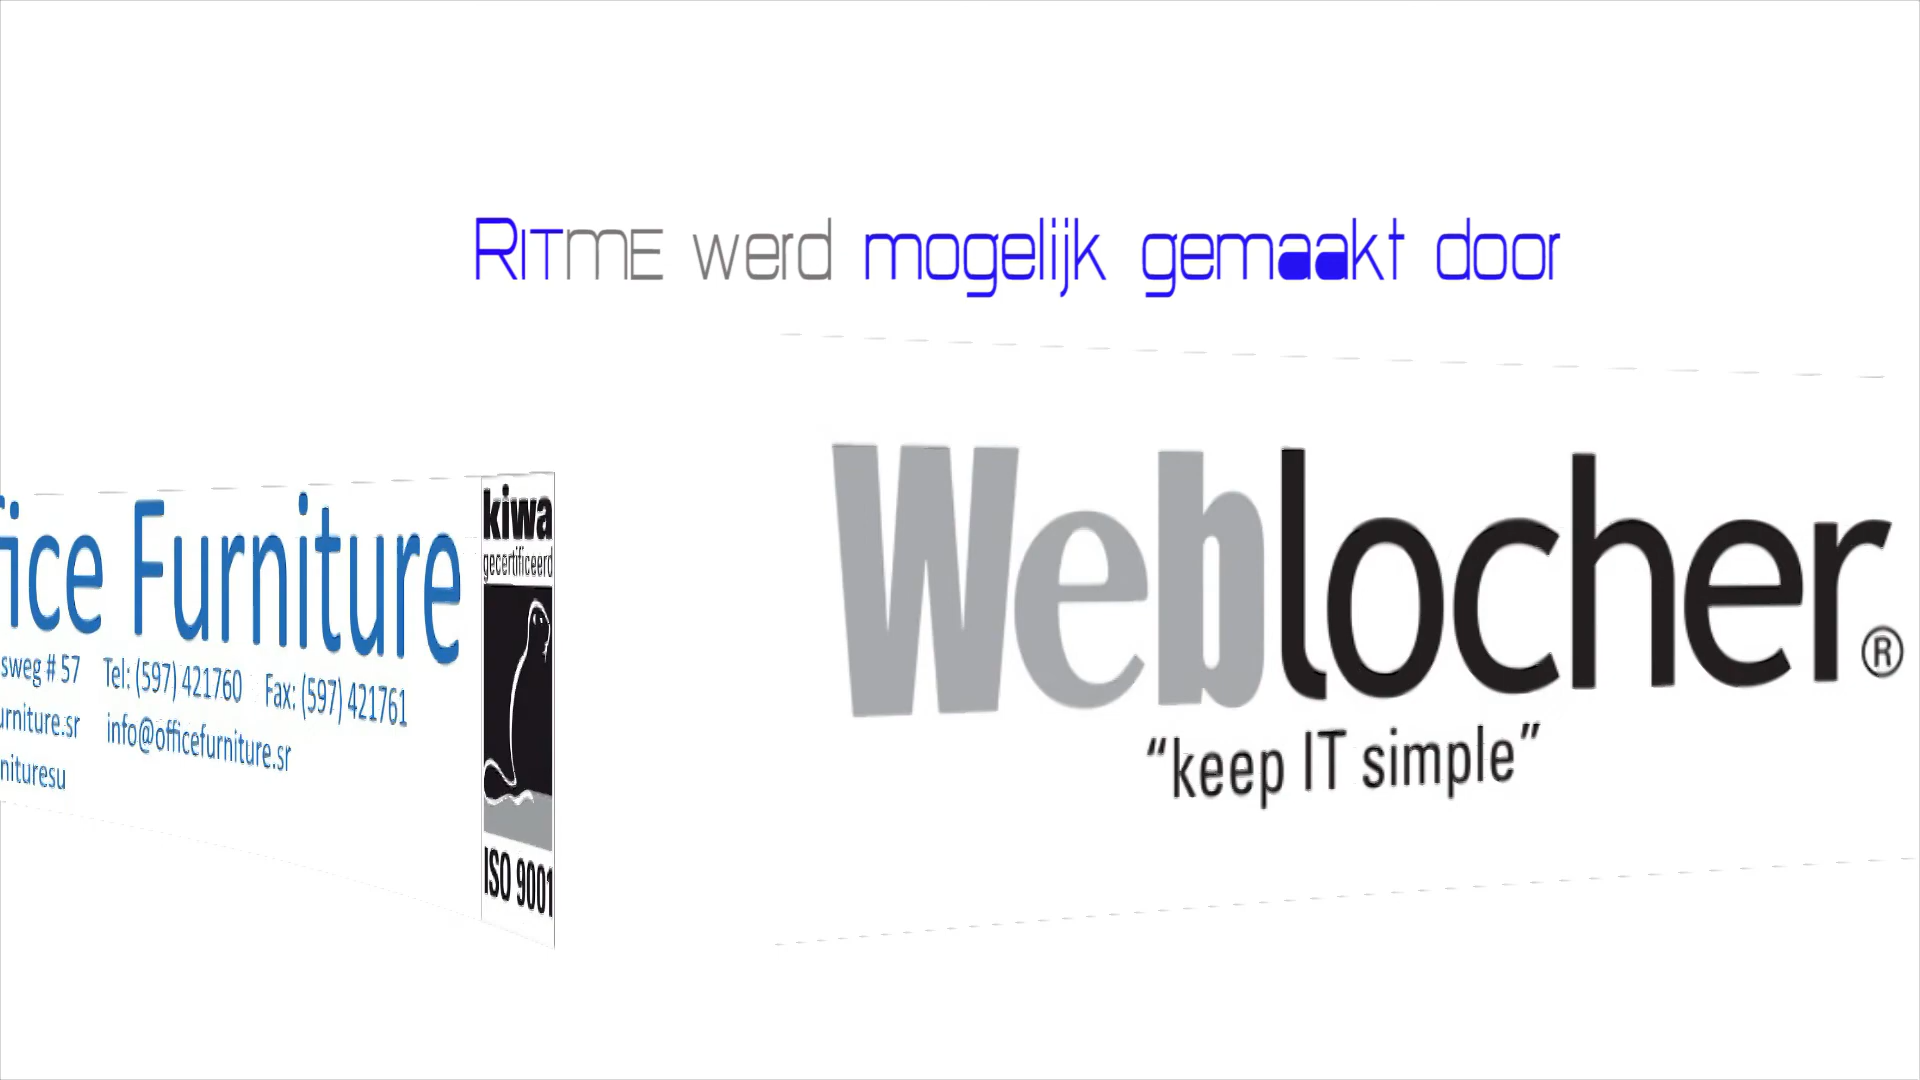 RITME werd mogelijk gemaakt door
ice Furniture
sweg # 57 Tel: (597) 421760 Fax: (597) 421761
urniture.sr info@officefurniture.sr
nituresu
kiwa
gecertificeerd
ISO 9001
Weblocher®
“keep IT simple”